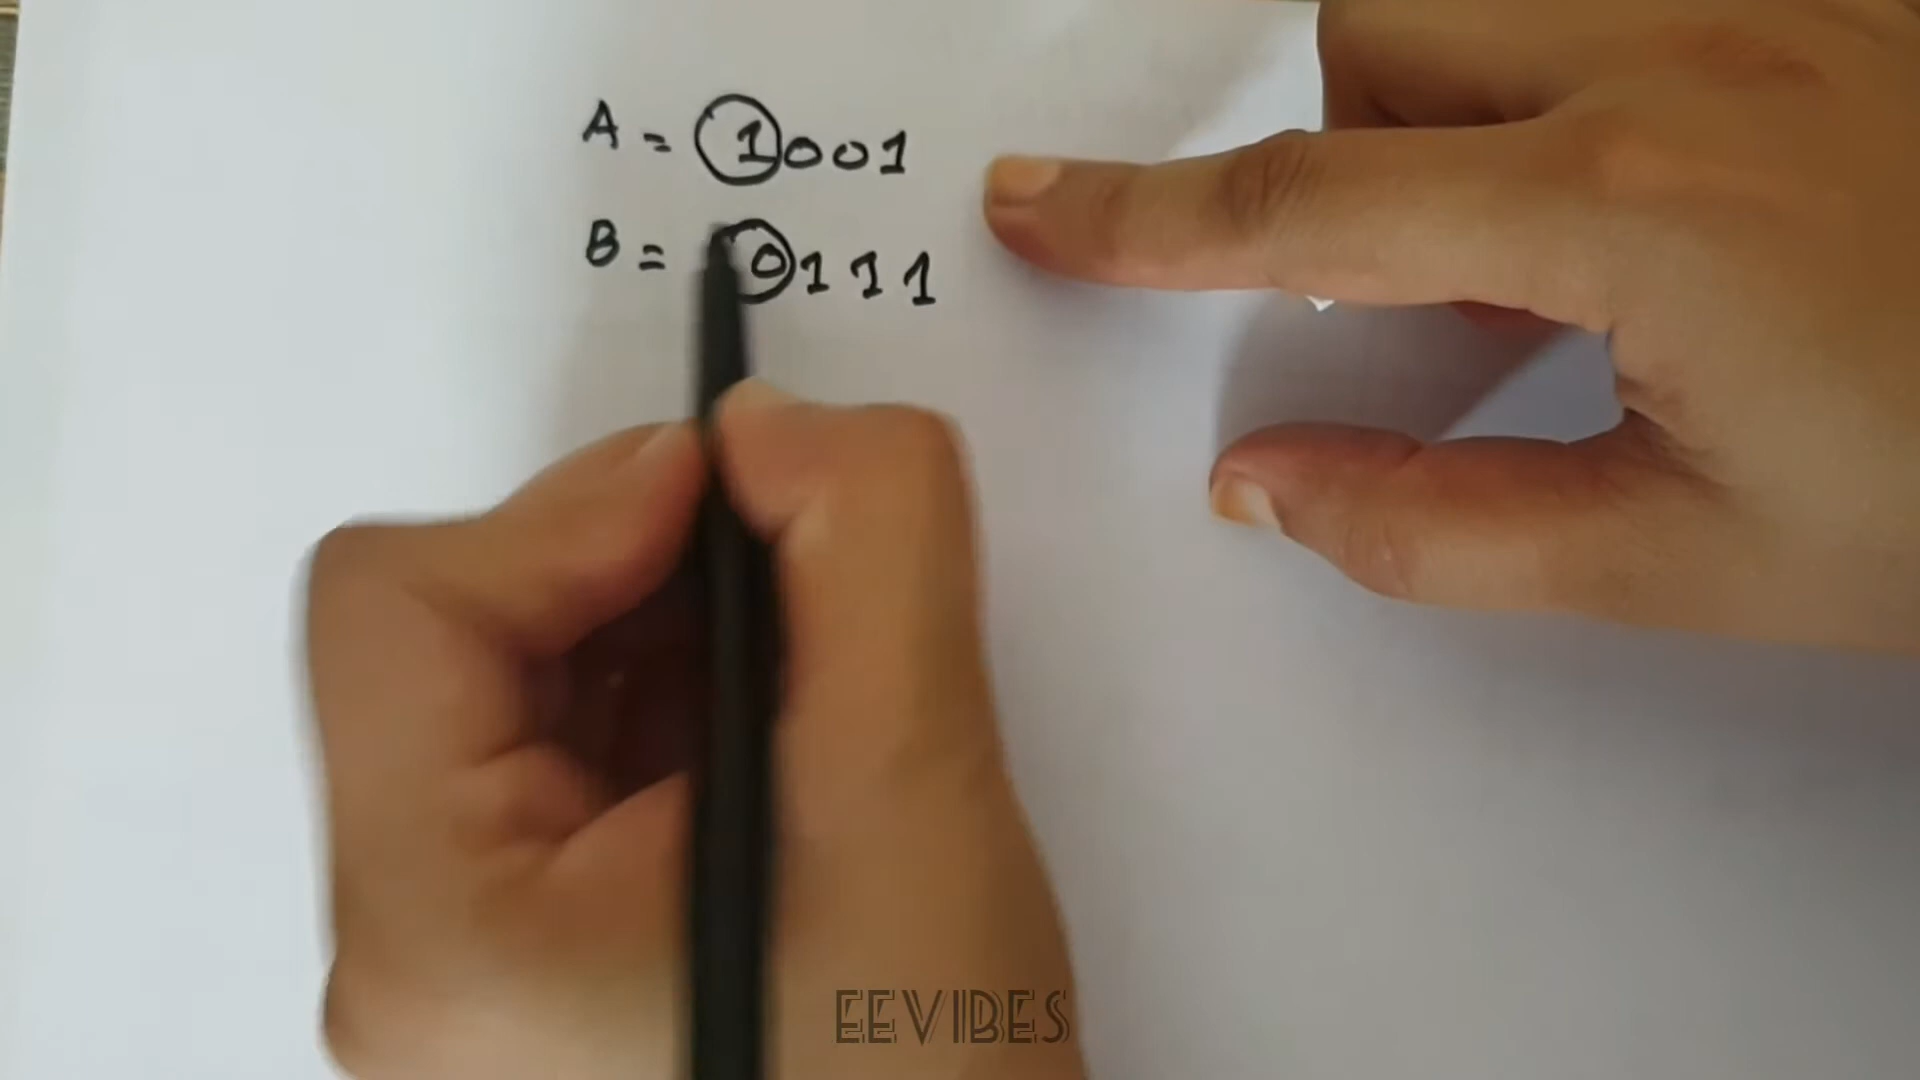 A = 1001
B = 0111
EEVIBES